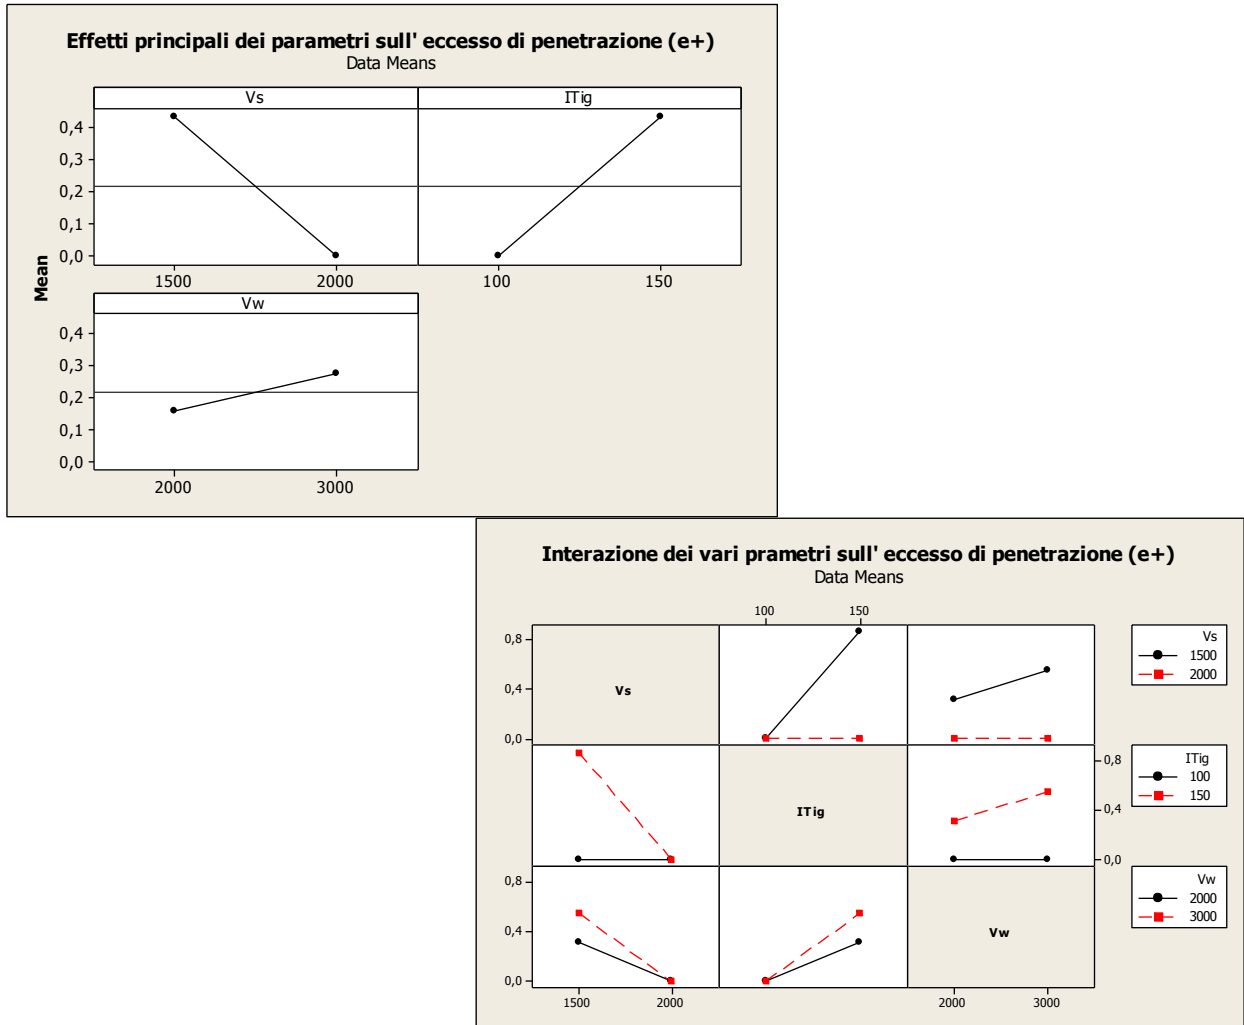 Effetti principali dei parametri sull' eccesso di penetrazione (e+)
Data Means
Vs ITig
0,4
0,3
0,2
0,1
0,0
1500 2000 100 150
Mean
Vw
0,4
0,3
0,2
0,1
0,0
2000 3000
Interazione dei vari prametri sull' eccesso di penetrazione (e+)
Data Means
100 150
0,8
0,4
0,0
Vs
Vs
1500
2000
ITig
0,8
0,4
0,0
ITig
100
150
0,8
0,4
0,0
Vw
Vw
2000
3000
1500 2000 2000 3000